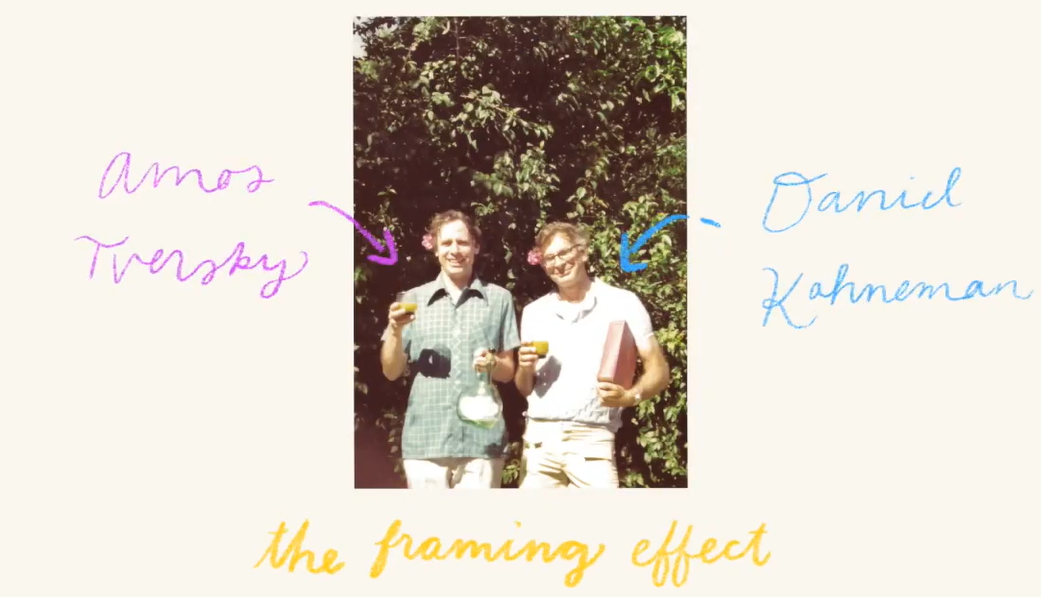 Amos
Tversky
Daniel
Kahneman
the framing effect